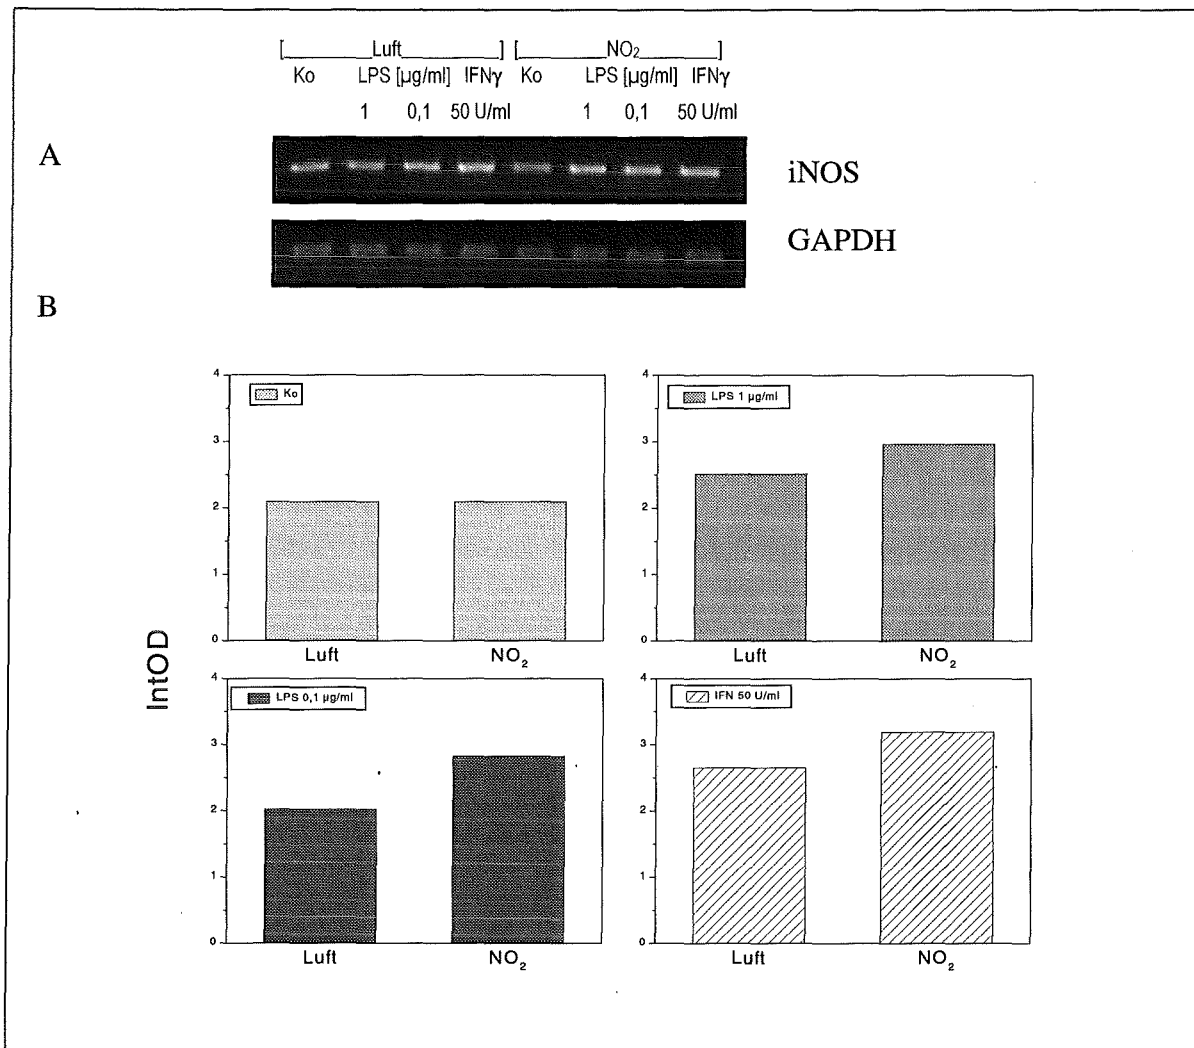 [ Luft ] [ NO₂ ]
Ko LPS [µg/ml] IFNγ Ko LPS [µg/ml] IFNγ
1 0,1 50 U/ml 1 0,1 50 U/ml
A
iNOS
GAPDH
B
IntOD
4
3
2
1
0
Ko
Luft NO₂
4
3
2
1
0
LPS 1 µg/ml
Luft NO₂
4
3
2
1
0
LPS 0,1 µg/ml
Luft NO₂
4
3
2
1
0
IFN 50 U/ml
Luft NO₂